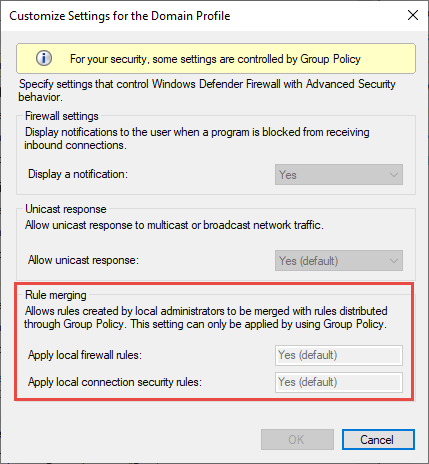 Customize Settings for the Domain Profile
For your security, some settings are controlled by Group Policy
Specify settings that control Windows Defender Firewall with Advanced Security
behavior.
Firewall settings
Display notifications to the user when a program is blocked from receiving
inbound connections.
Display a notification: Yes
Unicast response
Allow unicast response to multicast or broadcast network traffic.
Allow unicast response: Yes (default)
Rule merging
Allows rules created by local administrators to be merged with rules distributed
through Group Policy. This setting can only be applied by using Group Policy.
Apply local firewall rules: Yes (default)
Apply local connection security rules: Yes (default)
OK Cancel